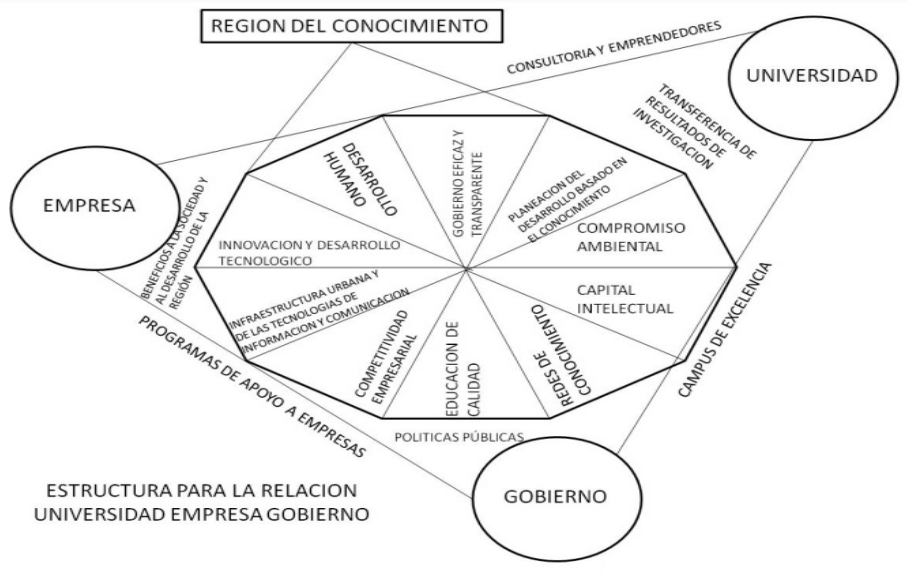 REGION DEL CONOCIMIENTO
CONSULTORIA Y EMPRENDEDORES
UNIVERSIDAD
TRANSFERENCIA DE
RESULTADOS DE
INVESTIGACION
EMPRESA
DESARROLLO
HUMANO
GOBIERNO EFICAZ Y
TRANSPARENTE
PLANEACION DEL
DESARROLLO BASADO EN
EL CONOCIMIENTO
COMPROMISO
AMBIENTAL
BENEFICIOS A LA SOCIEDAD Y
AL DESARROLLO DE LA
REGIÓN
INNOVACION Y DESARROLLO
TECNOLOGICO
CAPITAL
INTELECTUAL
INFRAESTRUCTURA URBANA Y
DE LAS TECNOLOGIAS DE
INFORMACION Y COMUNICACION
COMPETITIVIDAD
EMPRESARIAL
EDUCACION DE
CALIDAD
REDES DE
CONOCIMIENTO
CAMPUS DE EXCELENCIA
PROGRAMAS DE APOYO A EMPRESAS
POLITICAS PÚBLICAS
GOBIERNO
ESTRUCTURA PARA LA RELACION
UNIVERSIDAD EMPRESA GOBIERNO